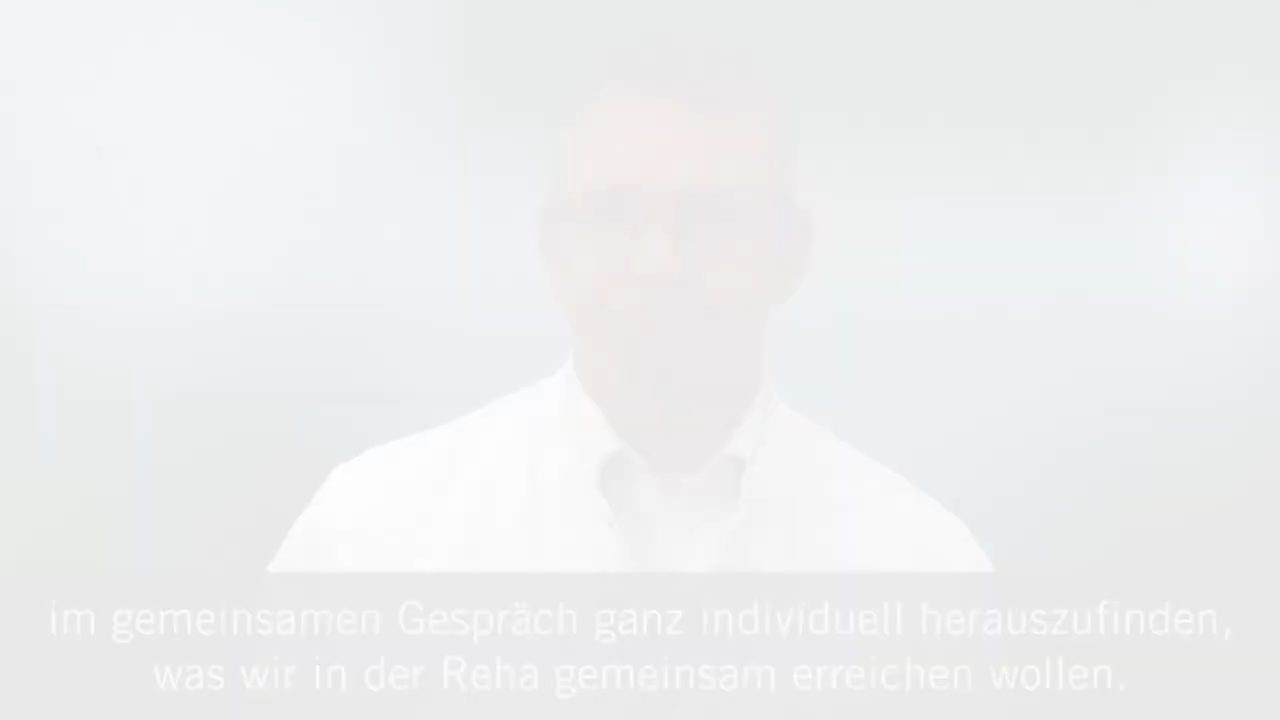 im gemeinsamen Gespräch ganz individuell herauszufinden,
was wir in der Reha gemeinsam erreichen wollen.